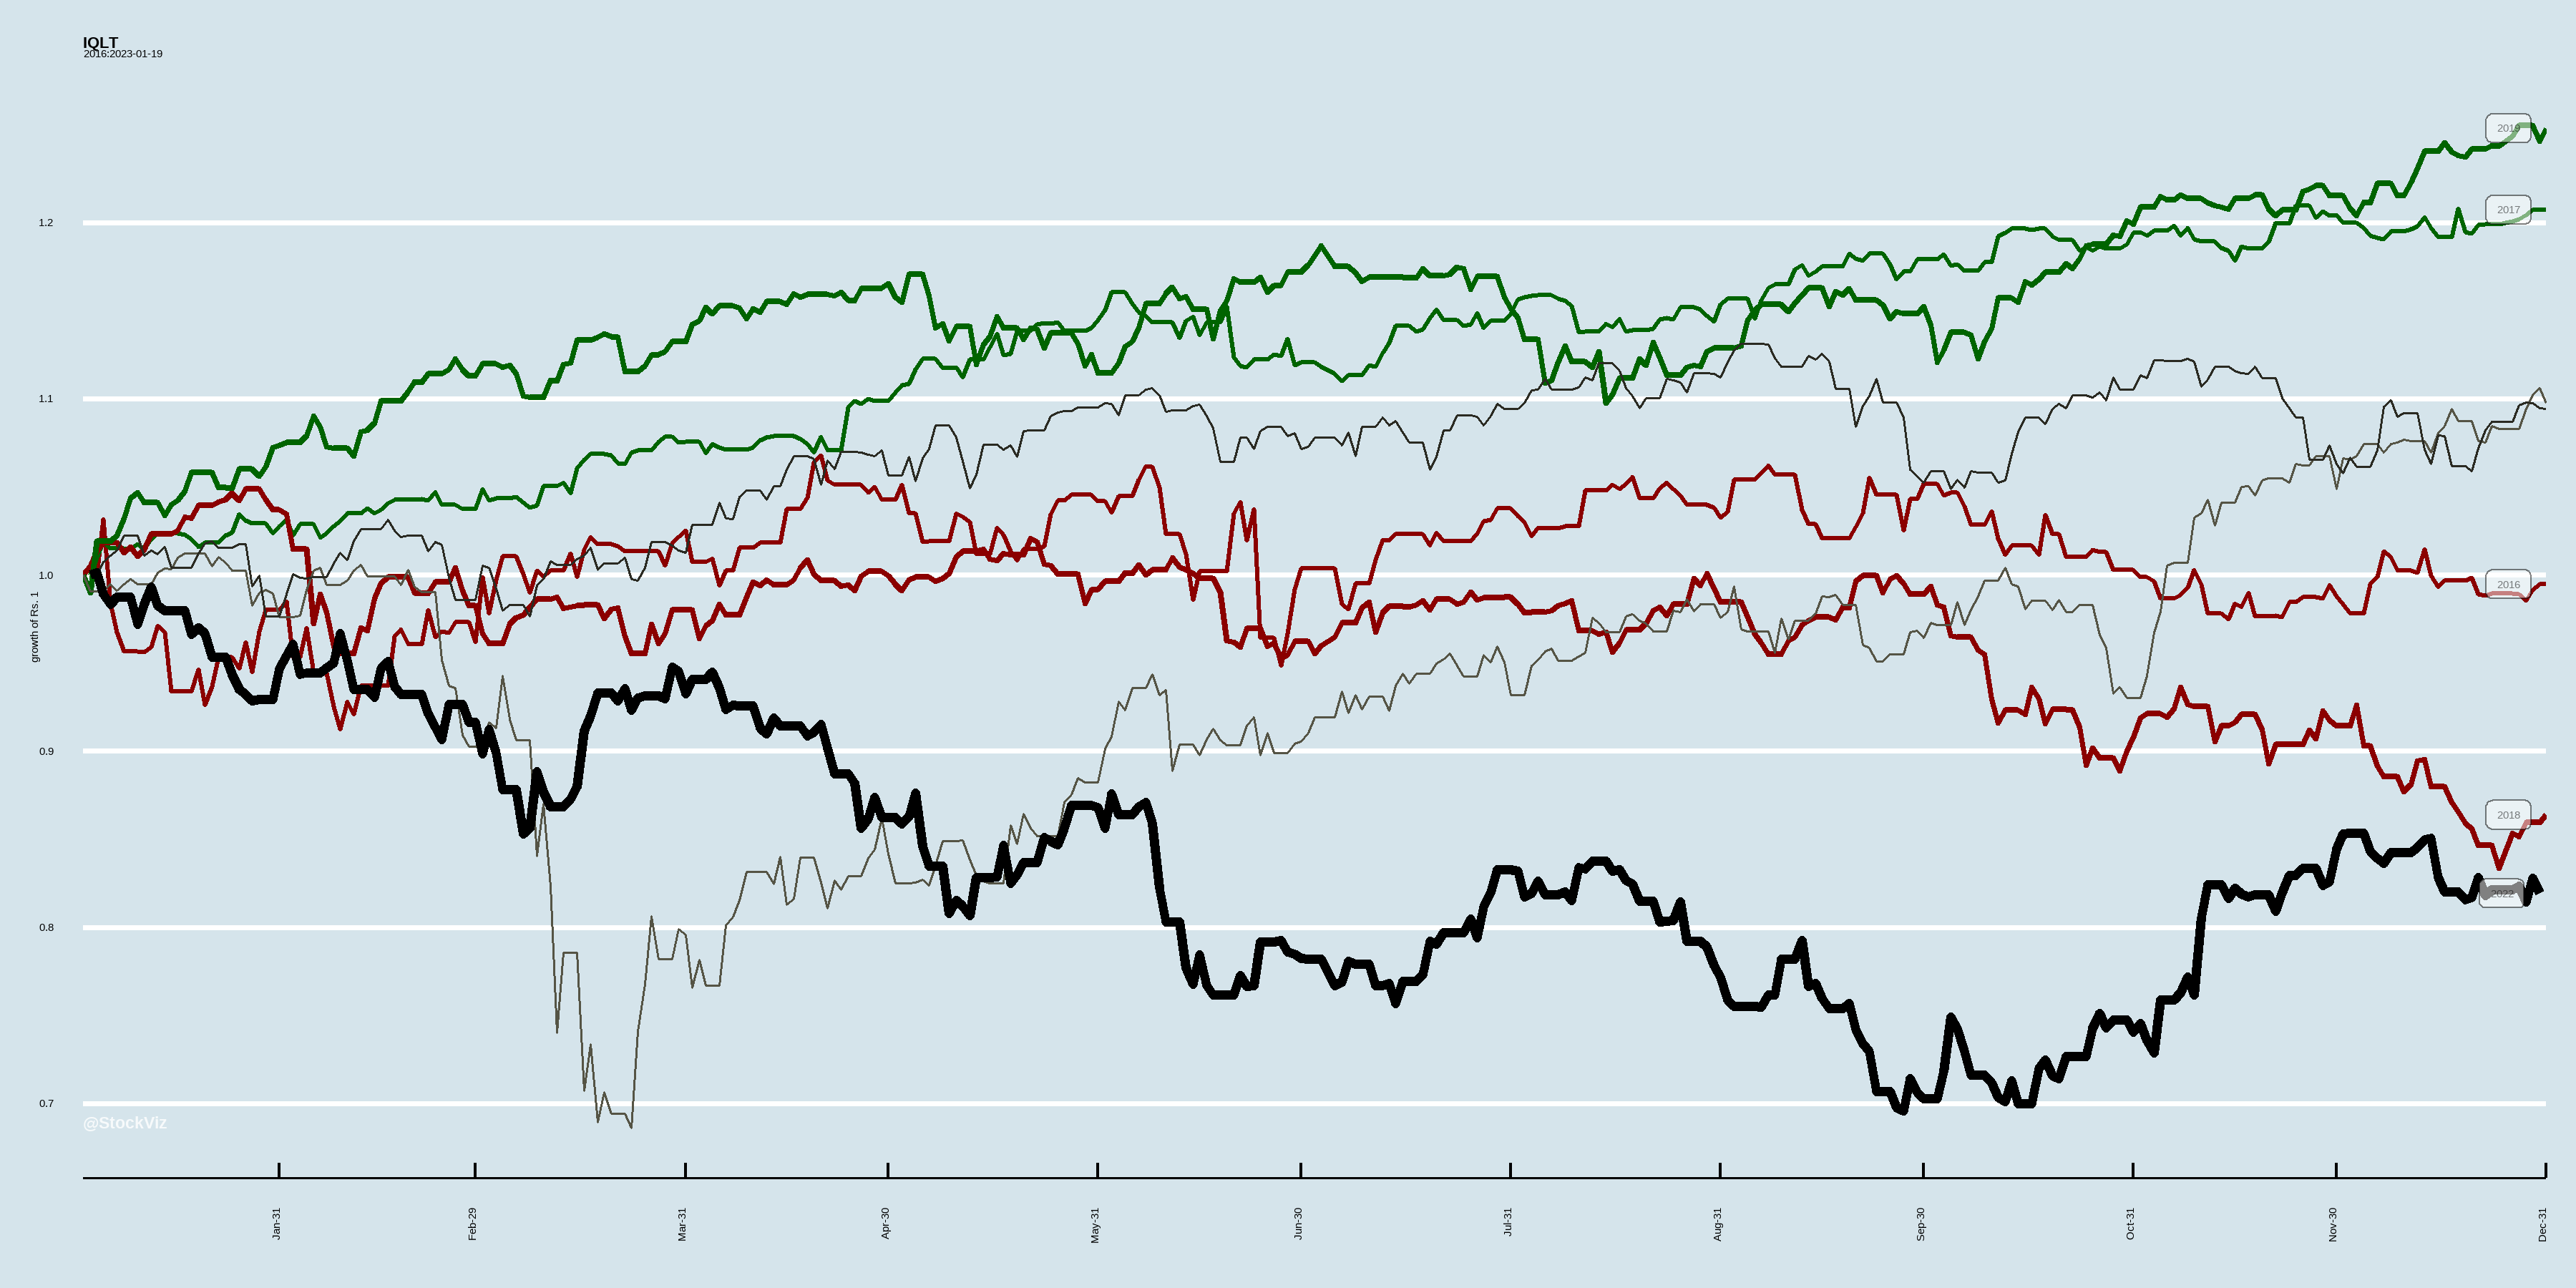 IQLT
2016:2023-01-19
2019
1.2
2017
1.1
1.0
2016
growth of Rs. 1
0.9
2018
2022
0.8
0.7
@StockViz
Jan-31
Feb-29
Mar-31
Apr-30
May-31
Jun-30
Jul-31
Aug-31
Sep-30
Oct-31
Nov-30
Dec-31